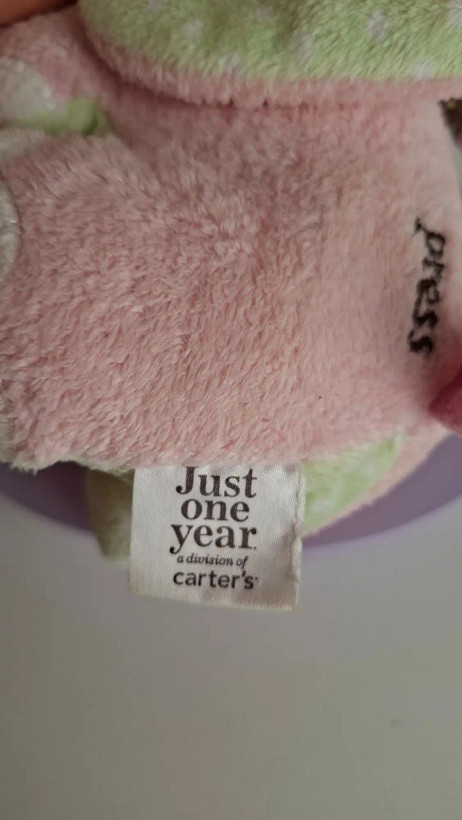 press
Just
one
year.
a division of
carter's